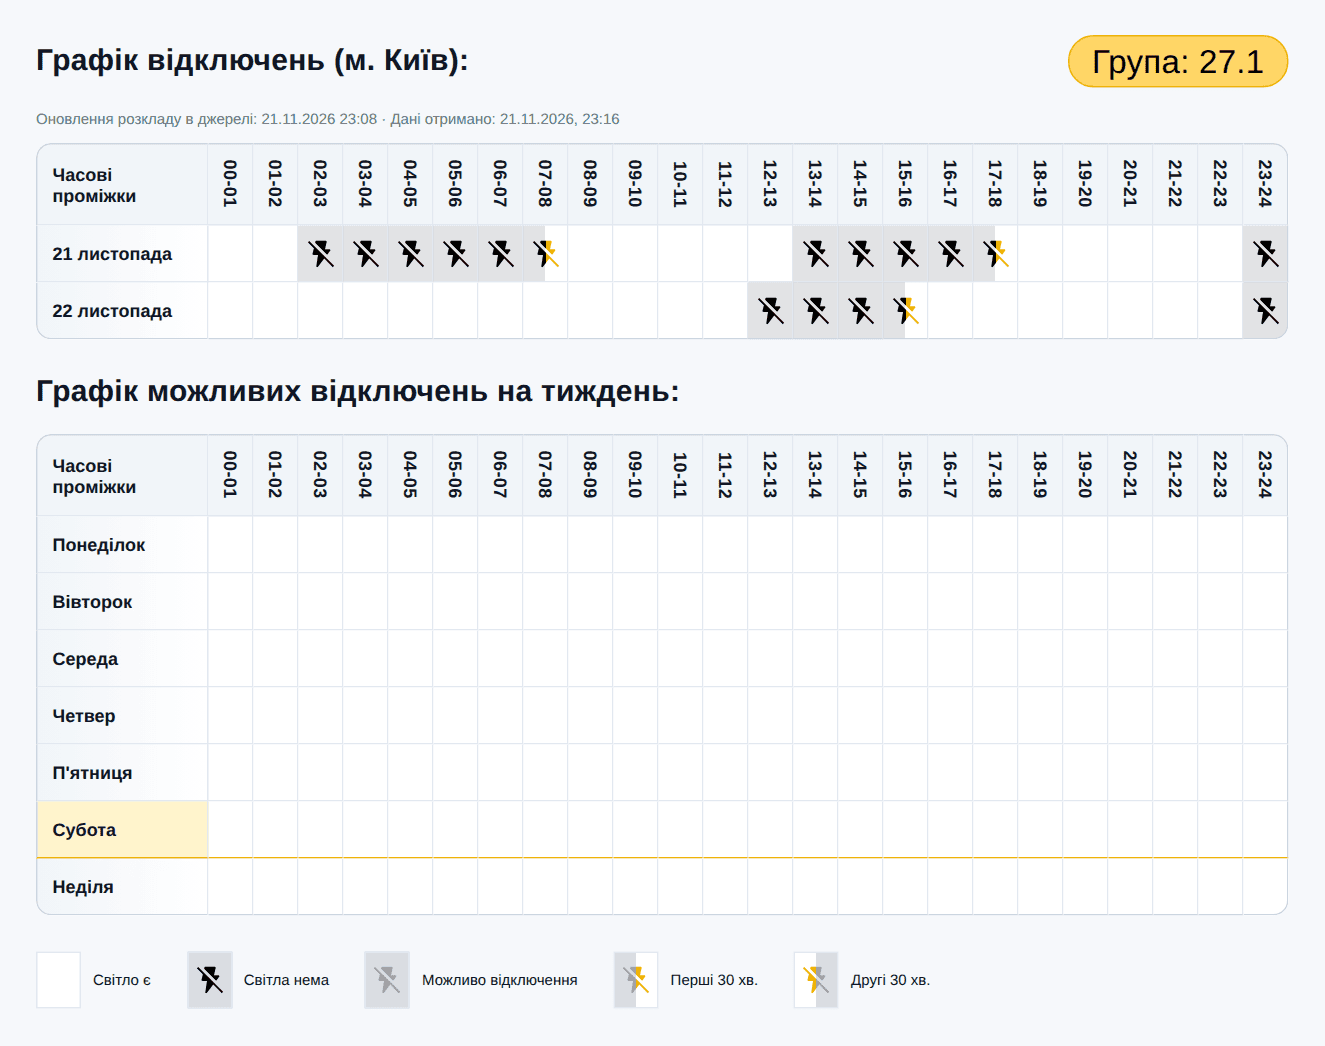 Графік відключень (м. Київ):
Група: 27.1
Оновлення розкладу в джерелі: 21.11.2026 23:08 · Дані отримано: 21.11.2026, 23:16
Часові проміжки 00-01 01-02 02-03 03-04 04-05 05-06 06-07 07-08 08-09 09-10 10-11 11-12 12-13 13-14 14-15 15-16 16-17 17-18 18-19 19-20 20-21 21-22 22-23 23-24
21 листопада
22 листопада
Графік можливих відключень на тиждень:
Часові проміжки 00-01 01-02 02-03 03-04 04-05 05-06 06-07 07-08 08-09 09-10 10-11 11-12 12-13 13-14 14-15 15-16 16-17 17-18 18-19 19-20 20-21 21-22 22-23 23-24
Понеділок
Вівторок
Середа
Четвер
П'ятниця
Субота
Неділя
Світло є Світла нема Можливо відключення Перші 30 хв. Другі 30 хв.